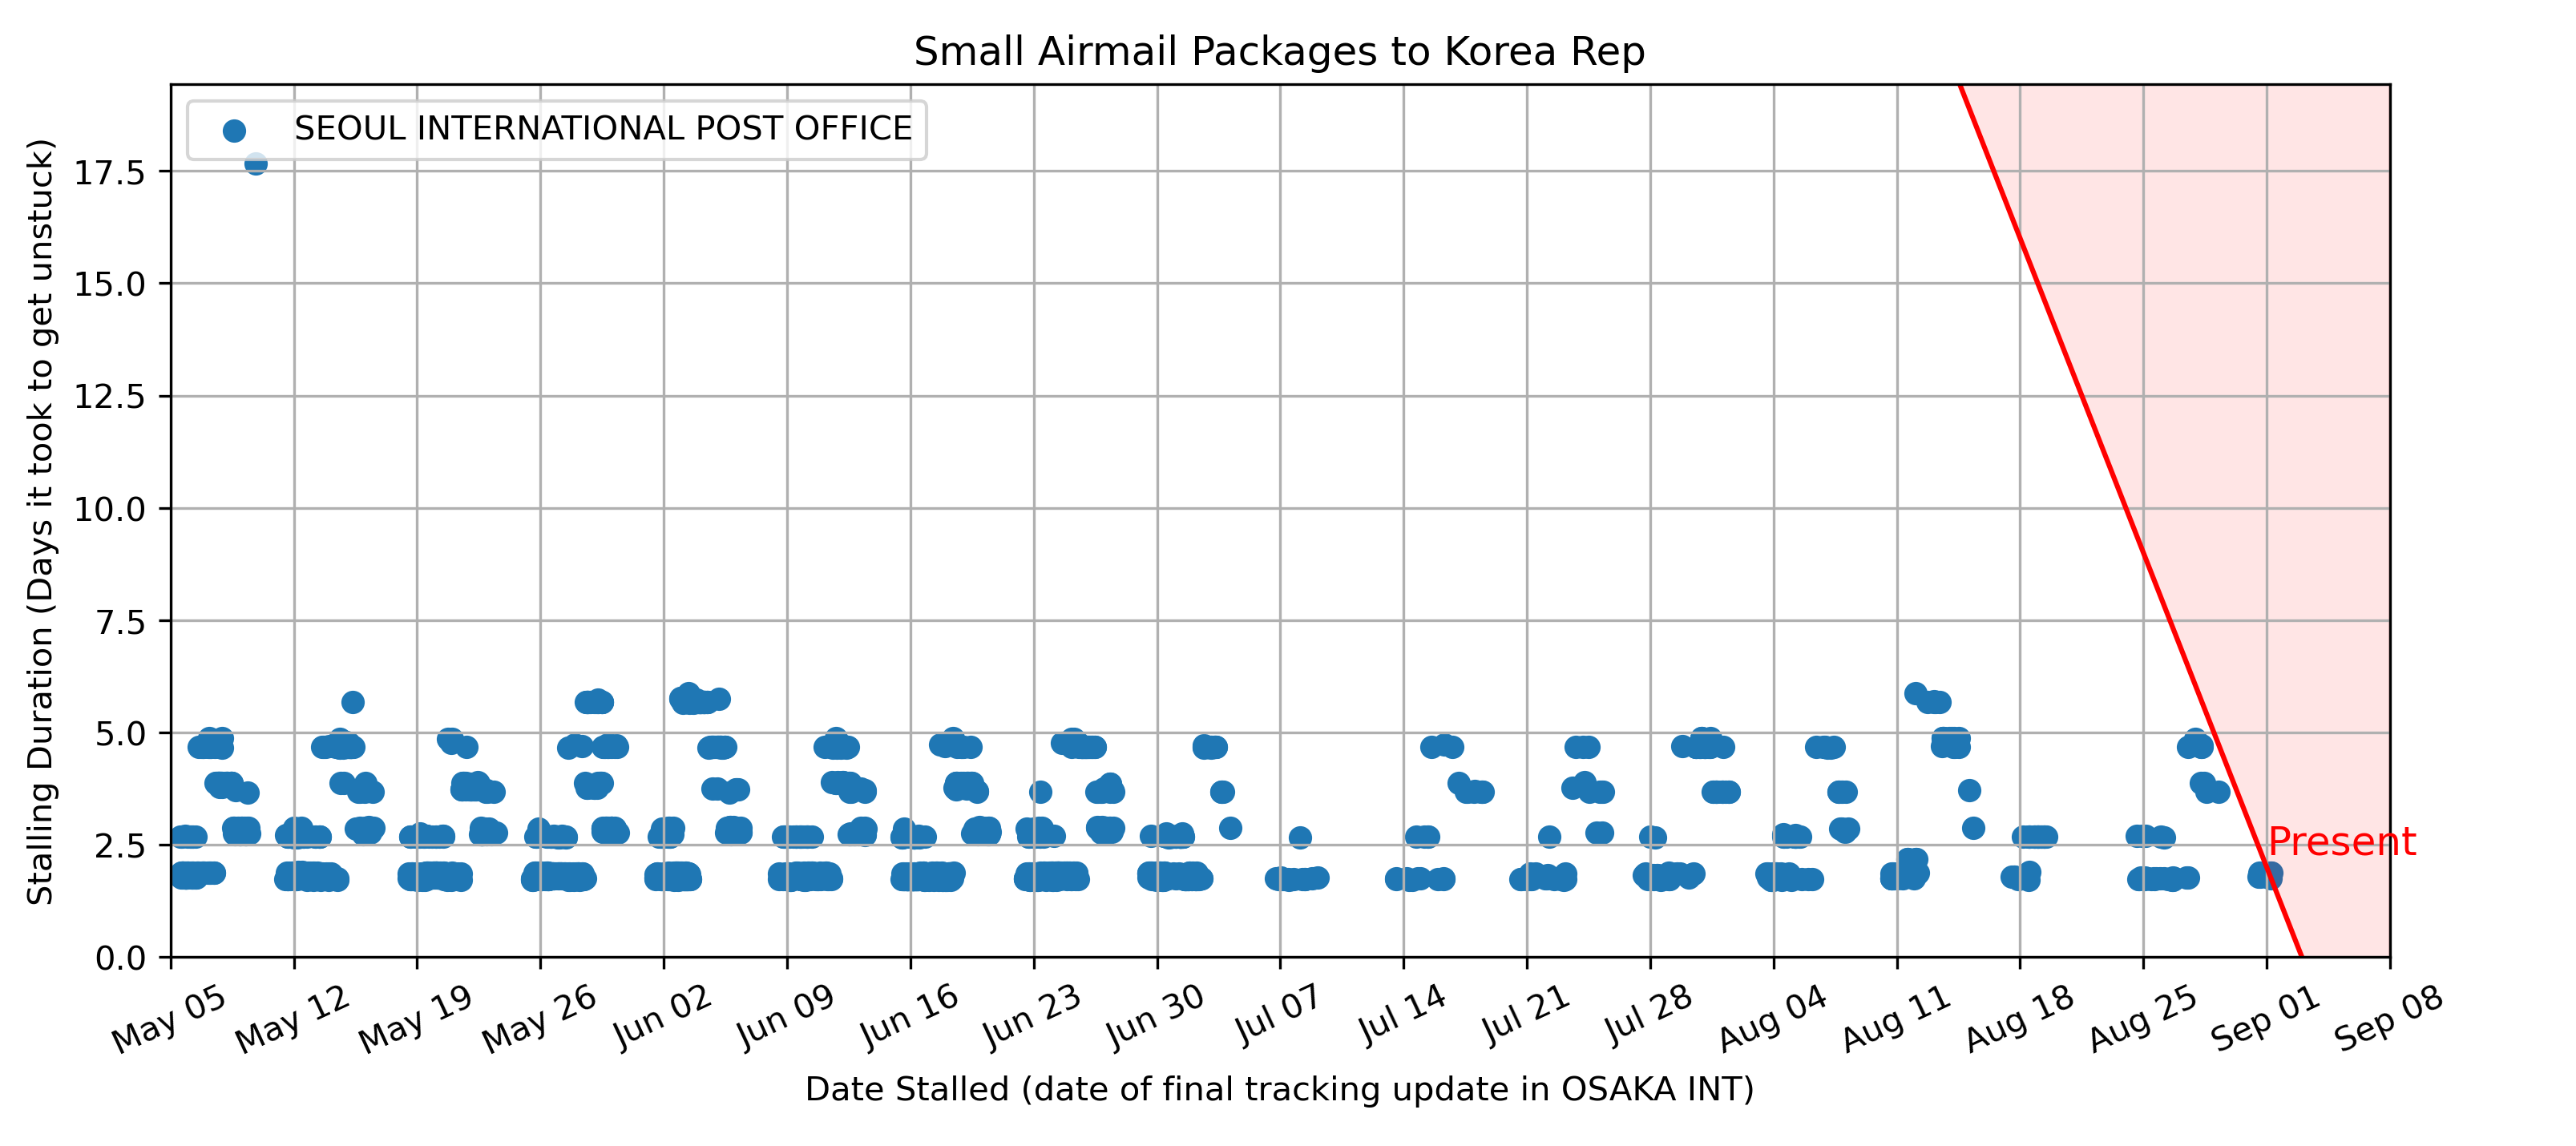 Small Airmail Packages to Korea Rep
SEOUL INTERNATIONAL POST OFFICE
Stalling Duration (Days it took to get unstuck)
17.5
15.0
12.5
10.0
7.5
5.0
2.5
0.0
Present
May 05
May 12
May 19
May 26
Jun 02
Jun 09
Jun 16
Jun 23
Jun 30
Jul 07
Jul 14
Jul 21
Jul 28
Aug 04
Aug 11
Aug 18
Aug 25
Sep 01
Sep 08
Date Stalled (date of final tracking update in OSAKA INT)